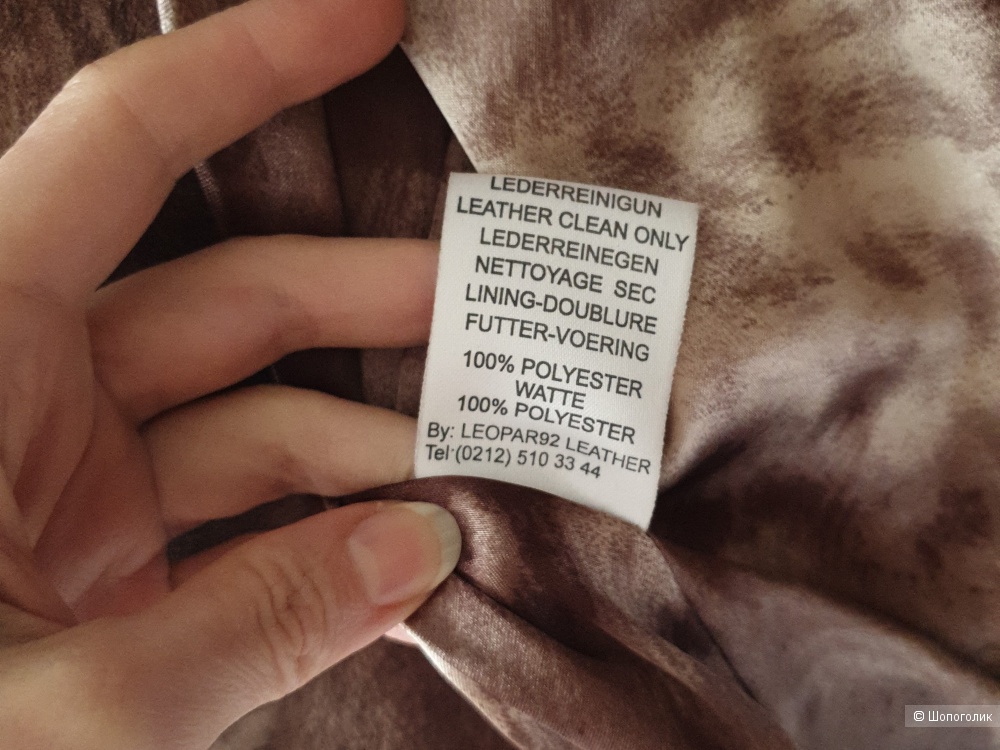 LEDERREINIGUN
LEATHER CLEAN ONLY
LEDERREINEGEN
NETTOYAGE SEC
LINING-DOUBLURE
FUTTER-VOERING
100% POLYESTER
WATTE
100% POLYESTER
By: LEOPAR92 LEATHER
Tel (0212) 510 33 44
© Шопоголик